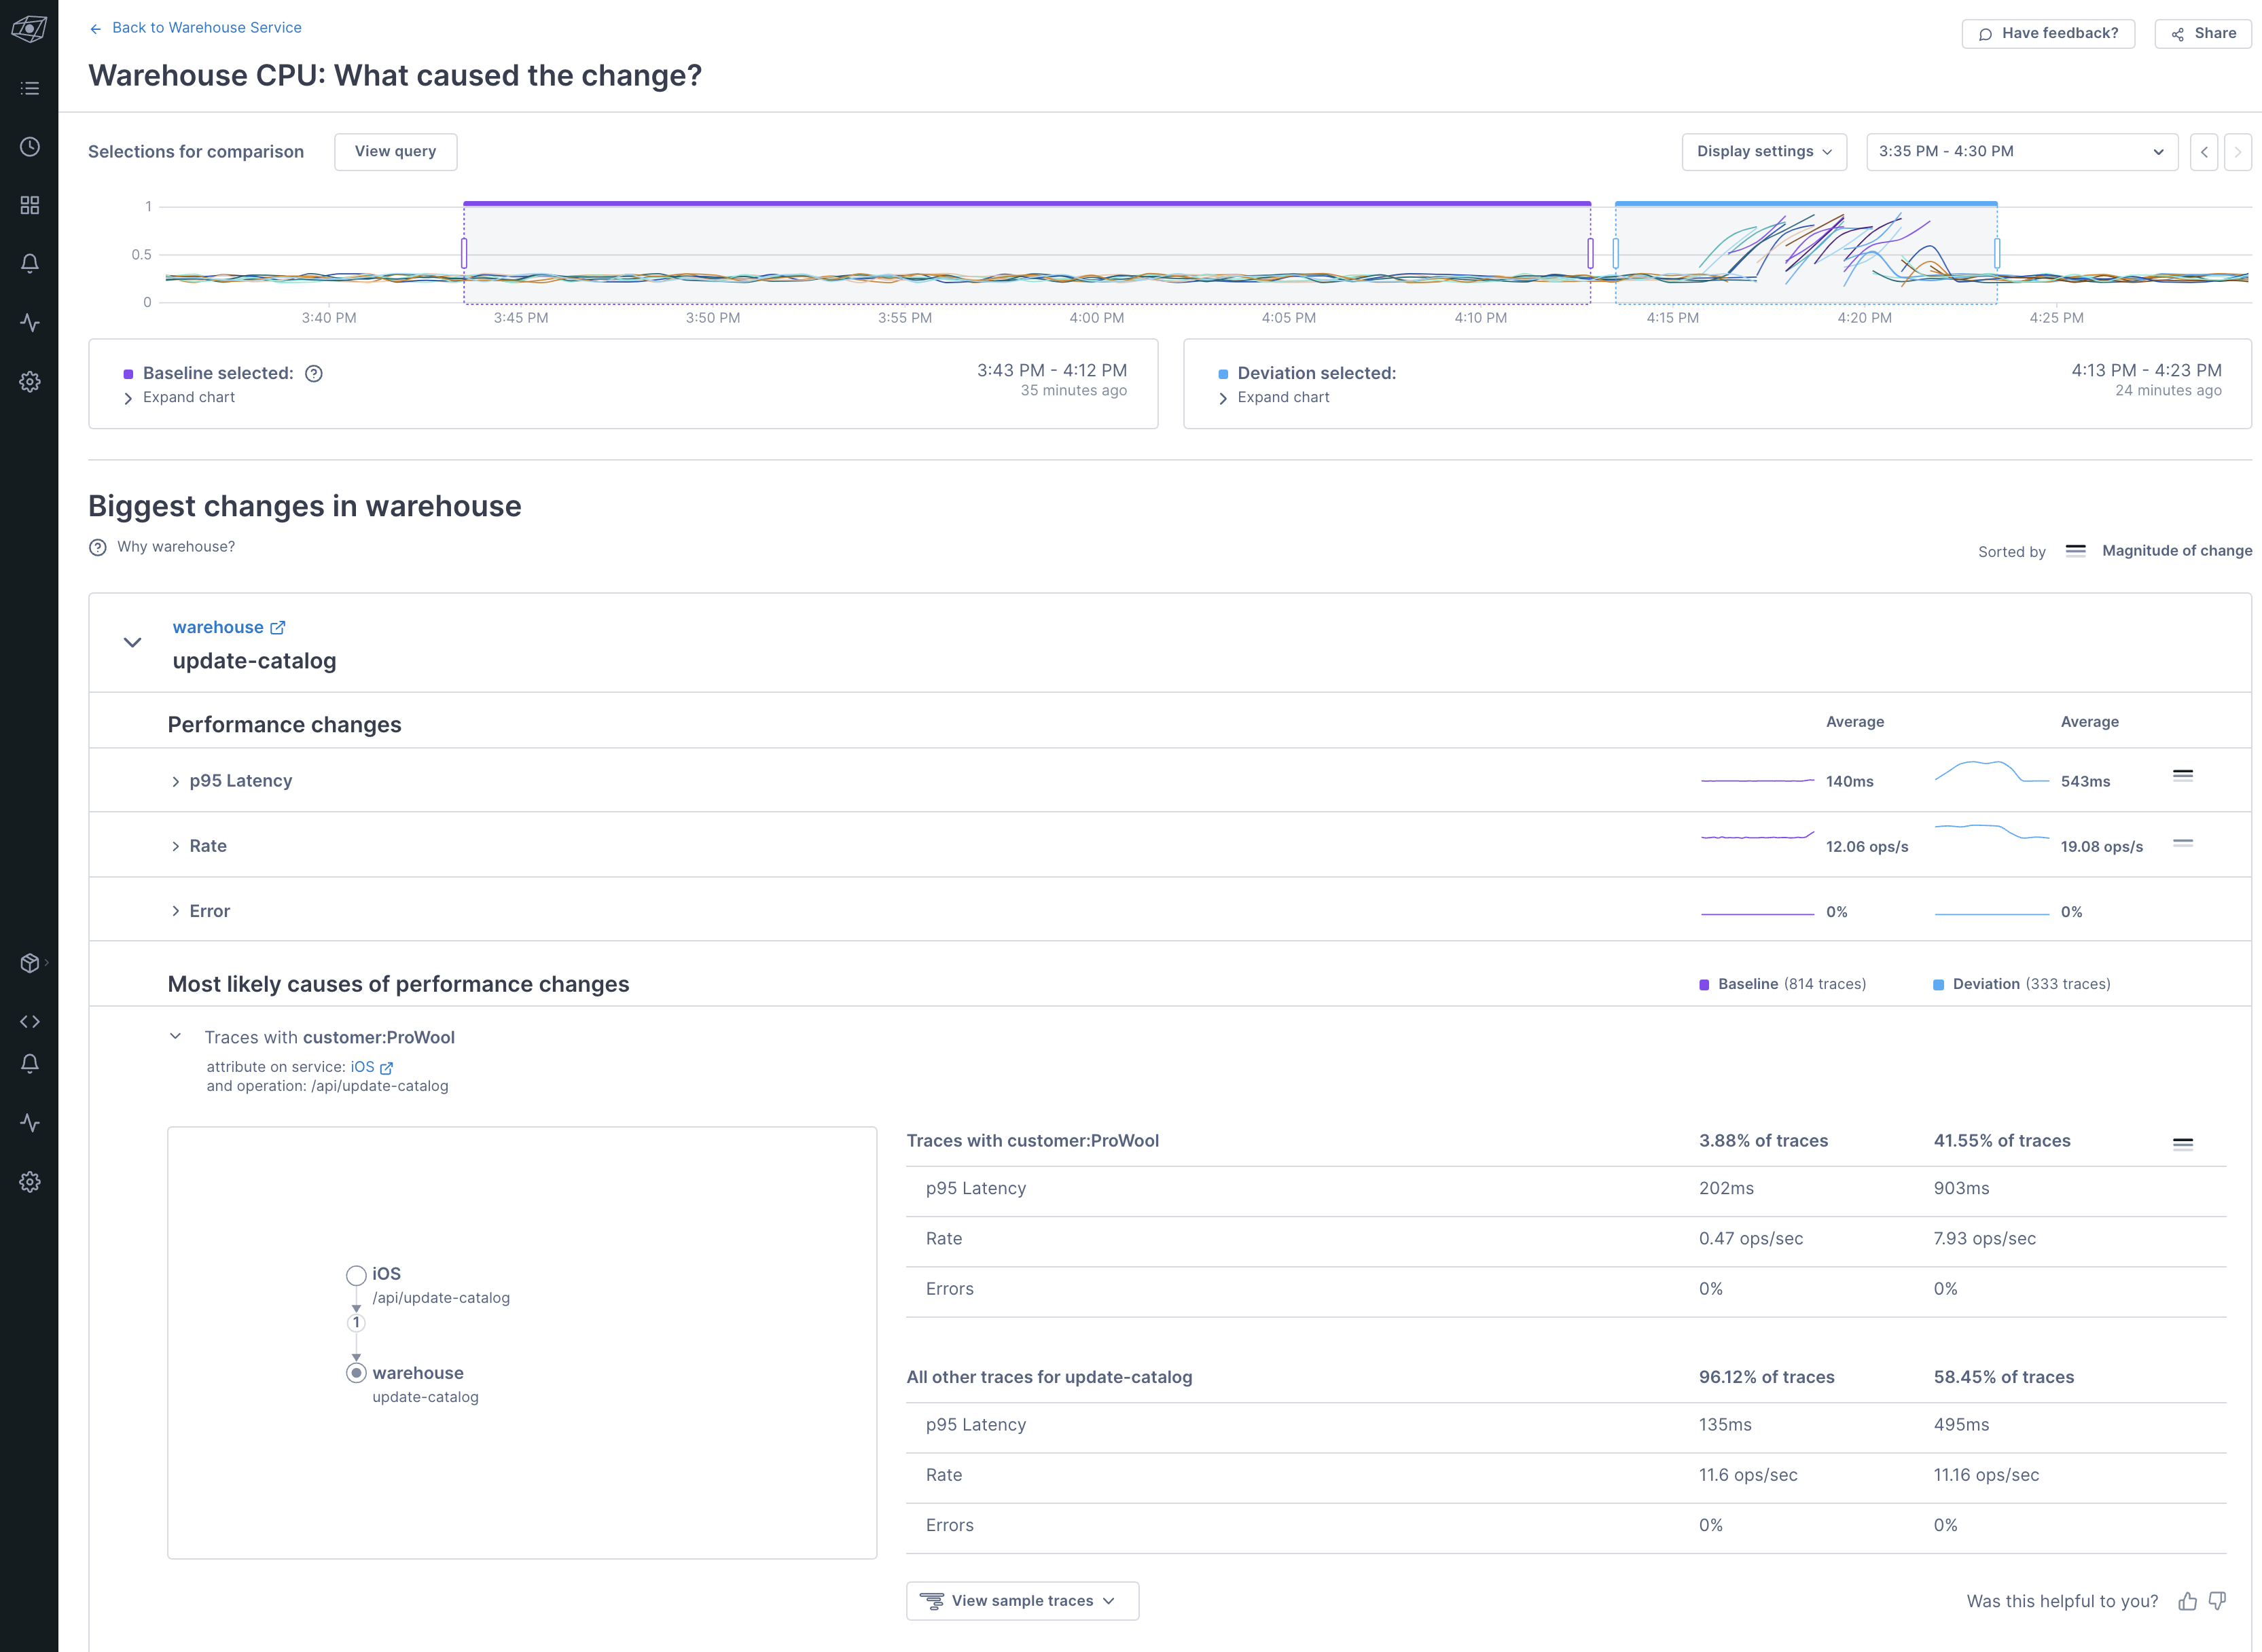 Back to Warehouse Service
Have feedback?
Share
Warehouse CPU: What caused the change?
Selections for comparison
View query
Display settings
3:35 PM - 4:30 PM
1
0.5
0
3:40 PM
3:45 PM
3:50 PM
3:55 PM
4:00 PM
4:05 PM
4:10 PM
4:15 PM
4:20 PM
4:25 PM
Baseline selected:
3:43 PM - 4:12 PM
35 minutes ago
Expand chart
Deviation selected:
4:13 PM - 4:23 PM
24 minutes ago
Expand chart
Biggest changes in warehouse
Why warehouse?
Sorted by
Magnitude of change
warehouse
update-catalog
Performance changes
Average
Average
p95 Latency
140ms
543ms
Rate
12.06 ops/s
19.08 ops/s
Error
0%
0%
Most likely causes of performance changes
Baseline (814 traces)
Deviation (333 traces)
Traces with customer:ProWool
attribute on service: iOS
and operation: /api/update-catalog
iOS
/api/update-catalog
1
warehouse
update-catalog
Traces with customer:ProWool
3.88% of traces
41.55% of traces
p95 Latency
202ms
903ms
Rate
0.47 ops/sec
7.93 ops/sec
Errors
0%
0%
All other traces for update-catalog
96.12% of traces
58.45% of traces
p95 Latency
135ms
495ms
Rate
11.6 ops/sec
11.16 ops/sec
Errors
0%
0%
View sample traces
Was this helpful to you?